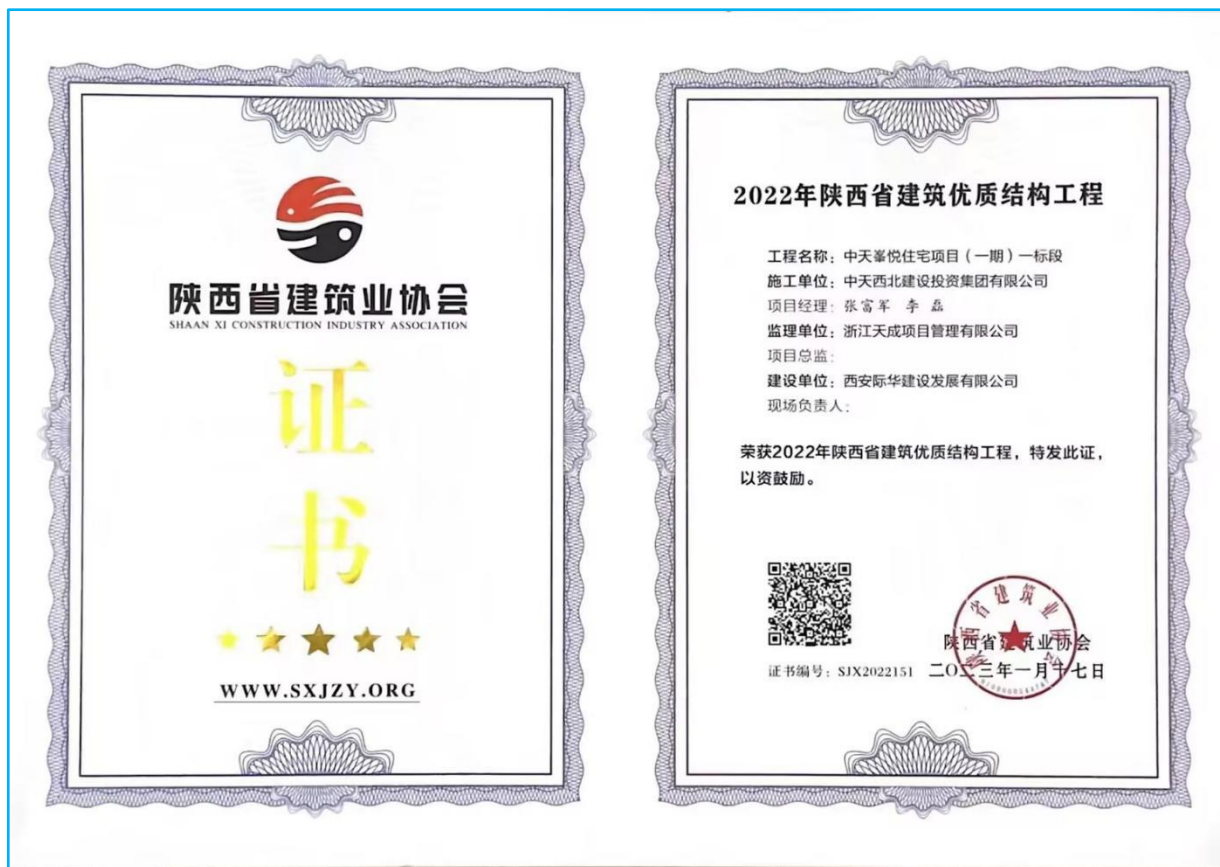 陕西省建筑业协会
SHAAN XI CONSTRUCTION INDUSTRY ASSOCIATION
证
书
WWW.SXJZY.ORG
2022年陕西省建筑优质结构工程
工程名称：中天峯悦住宅项目（一期）一标段
施工单位：中天西北建设投资集团有限公司
项目经理：张富军 李磊
监理单位：浙江天成项目管理有限公司
项目总监：
建设单位：西安际华建设发展有限公司
现场负责人：
荣获2022年陕西省建筑优质结构工程，特发此证，
以资鼓励。
陕西省建筑业协会
陕西省建筑业协会
证书编号：SJX2022151
二〇二三年一月十七日